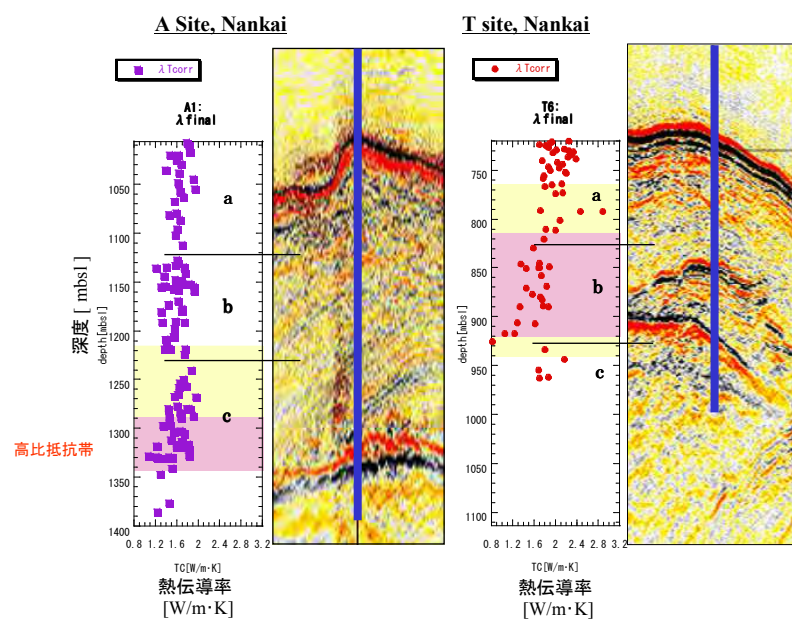 A Site, Nankai
T site, Nankai
λTcorr
λTcorr
A1:
λfinal
T6:
λfinal
a
b
c
1050
1100
1150
1200
1250
1300
1350
1400
深度[mbsl]
depth[mbsl]
高比抵抗帯
0.8 1.2 1.6 2 2.4 2.8 3.2
TC[W/m·K]
熱伝導率
[W/m·K]
a
b
c
750
800
850
900
950
1000
1050
1100
depth[mbsl]
0.8 1.2 1.6 2 2.4 2.8 3.2
TC[W/m·K]
熱伝導率
[W/m·K]